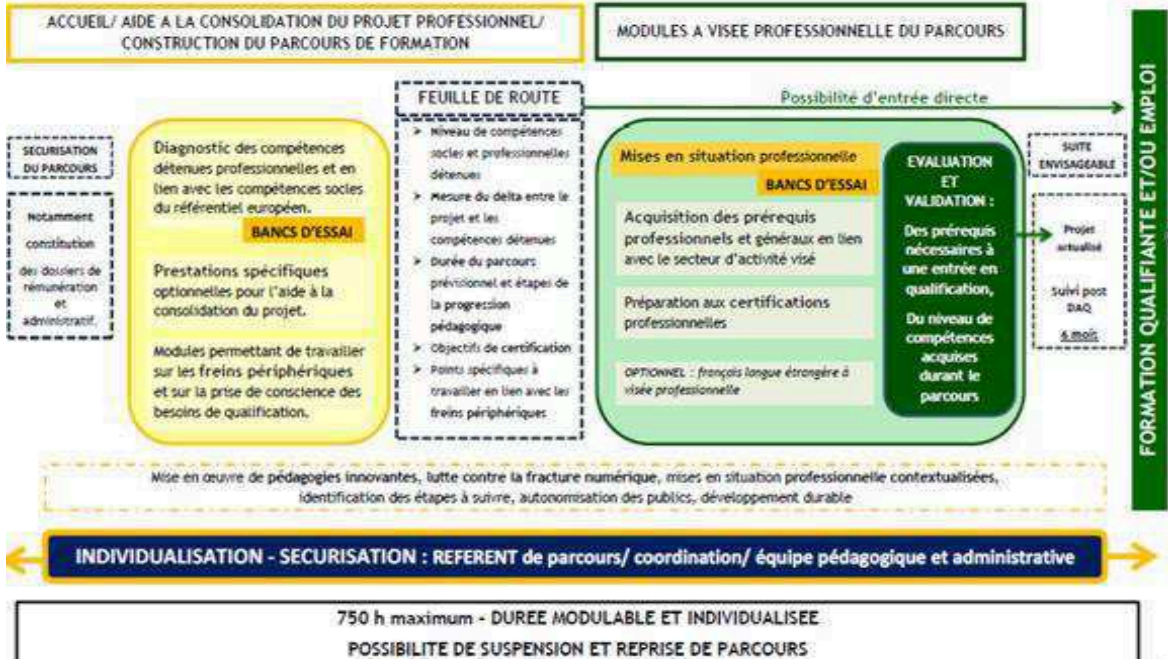 ACCUEIL/ AIDE A LA CONSOLIDATION DU PROJET PROFESSIONNEL/
CONSTRUCTION DU PARCOURS DE FORMATION
MODULES A VISEE PROFESSIONNELLE DU PARCOURS
SECURISATION
DU PARCOURS
Notamment
constitution
des dossiers de
rémunération
et
administratif.
Diagnostic des compétences
détenues professionnelles et en
lien avec les compétences socles
du référentiel européen.
BANCS D'ESSAI
Prestations spécifiques
optionnelles pour l'aide à la
consolidation du projet.
Modules permettant de travailler
sur les freins périphériques
et sur la prise de conscience des
besoins de qualification.
FEUILLE DE ROUTE
➤ Niveau de compétences
socles et professionnelles
détenues
➤ Mesure du delta entre le
projet et les
compétences détenues
➤ Durée du parcours
prévisionnel et étapes de
la progression
pédagogique
➤ Objectifs de certification
➤ Points spécifiques à
travailler en lien avec les
freins périphériques
Possibilité d'entrée directe
Mises en situation professionnelle
BANCS D'ESSAI
Acquisition des prérequis
professionnels et généraux en lien
avec le secteur d'activité visé
Préparation aux certifications
professionnelles
OPTIONNEL : français langue étrangère à
visée professionnelle
EVALUATION
ET
VALIDATION :
Des prérequis
nécessaires à
une entrée en
qualification,
Du niveau de
compétences
acquises
durant le
parcours
SUITE
ENVISAGEABLE
Projet
actualisé
Suivi post
DAQ
6 mois
FORMATION QUALIFIANTE ET/OU EMPLOI
Mise en œuvre de pédagogies innovantes, lutte contre la fracture numérique, mises en situation professionnelle contextualisées,
identification des étapes à suivre, autonomisation des publics, développement durable
INDIVIDUALISATION - SECURISATION : REFERENT de parcours/ coordination/ équipe pédagogique et administrative
750 h maximum - DUREE MODULABLE ET INDIVIDUALISEE
POSSIBILITE DE SUSPENSION ET REPRISE DE PARCOURS